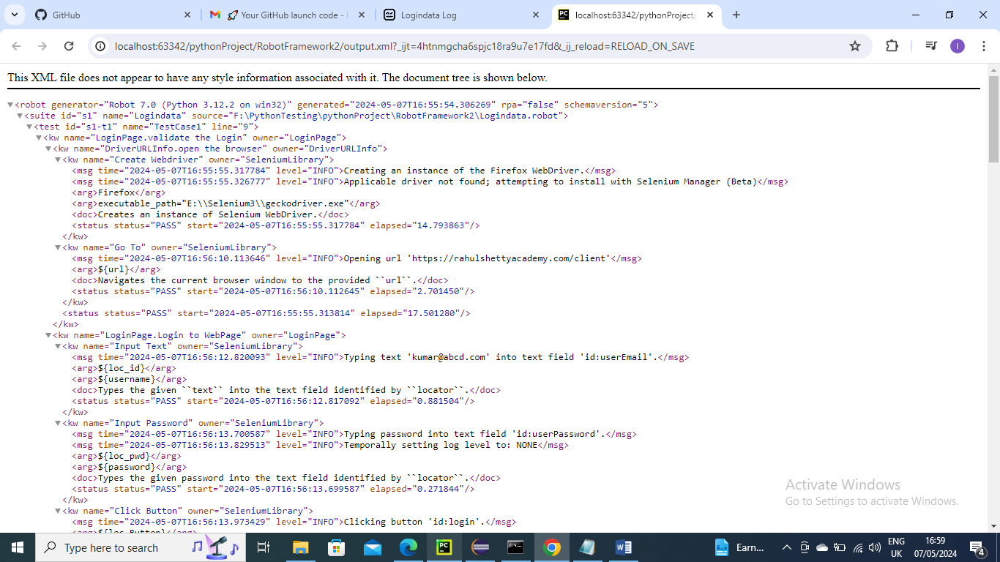 GitHub
Your GitHub launch code -
Logindata Log
localhost:63342/pythonProject/
localhost:63342/pythonProject/RobotFramework2/output.xml?_ijt=4htnmgcha6spjc18ra9u7e17fd&_ij_reload=RELOAD_ON_SAVE
I
This XML file does not appear to have any style information associated with it. The document tree is shown below.
<robot generator="Robot 7.0 (Python 3.12.2 on win32)" generated="2024-05-07T16:55:54.306269" rpa="false" schemaversion="5">
<suite id="s1" name="Logindata" source="F:\PythonTesting\pythonProject\RobotFramework2\Logindata.robot">
<test id="s1-t1" name="TestCase1" line="9">
<kw name="LoginPage.validate the Login" owner="LoginPage">
<kw name="DriverURLInfo.open the browser" owner="DriverURLInfo">
<kw name="Create Webdriver" owner="SeleniumLibrary">
<msg time="2024-05-07T16:55:55.317784" level="INFO">Creating an instance of the Firefox WebDriver.</msg>
<msg time="2024-05-07T16:55:55.326777" level="INFO">Applicable driver not found; attempting to install with Selenium Manager (Beta)</msg>
<arg>Firefox</arg>
<arg>executable_path="E:\\Selenium3\\geckodriver.exe"</arg>
<doc>Creates an instance of Selenium WebDriver.</doc>
<status status="PASS" start="2024-05-07T16:55:55.317784" elapsed="14.793863"/>
</kw>
<kw name="Go To" owner="SeleniumLibrary">
<msg time="2024-05-07T16:56:10.113646" level="INFO">Opening url 'https://rahulshettyacademy.com/client'</msg>
<arg>${url}</arg>
<doc>Navigates the current browser window to the provided ``url``.</doc>
<status status="PASS" start="2024-05-07T16:56:10.112645" elapsed="2.701450"/>
</kw>
<status status="PASS" start="2024-05-07T16:55:55.313814" elapsed="17.501280"/>
</kw>
<kw name="LoginPage.Login to WebPage" owner="LoginPage">
<kw name="Input Text" owner="SeleniumLibrary">
<msg time="2024-05-07T16:56:12.820093" level="INFO">Typing text 'kumar@abcd.com' into text field 'id:userEmail'.</msg>
<arg>${loc_id}</arg>
<arg>${username}</arg>
<doc>Types the given ``text`` into the text field identified by ``locator``.</doc>
<status status="PASS" start="2024-05-07T16:56:12.817092" elapsed="0.881504"/>
</kw>
<kw name="Input Password" owner="SeleniumLibrary">
<msg time="2024-05-07T16:56:13.700587" level="INFO">Typing password into text field 'id:userPassword'.</msg>
<msg time="2024-05-07T16:56:13.829513" level="INFO">Temporally setting log level to: NONE</msg>
<arg>${loc_pwd}</arg>
<arg>${password}</arg>
<doc>Types the given password into the text field identified by ``locator``.</doc>
<status status="PASS" start="2024-05-07T16:56:13.699587" elapsed="0.271844"/>
</kw>
<kw name="Click Button" owner="SeleniumLibrary">
<msg time="2024-05-07T16:56:13.973429" level="INFO">Clicking button 'id:login'.</msg>
<arg>${loc_Button}</arg>
Activate Windows
Go to Settings to activate Windows.
Type here to search
Earn...
ENG
UK
16:59
07/05/2024
4